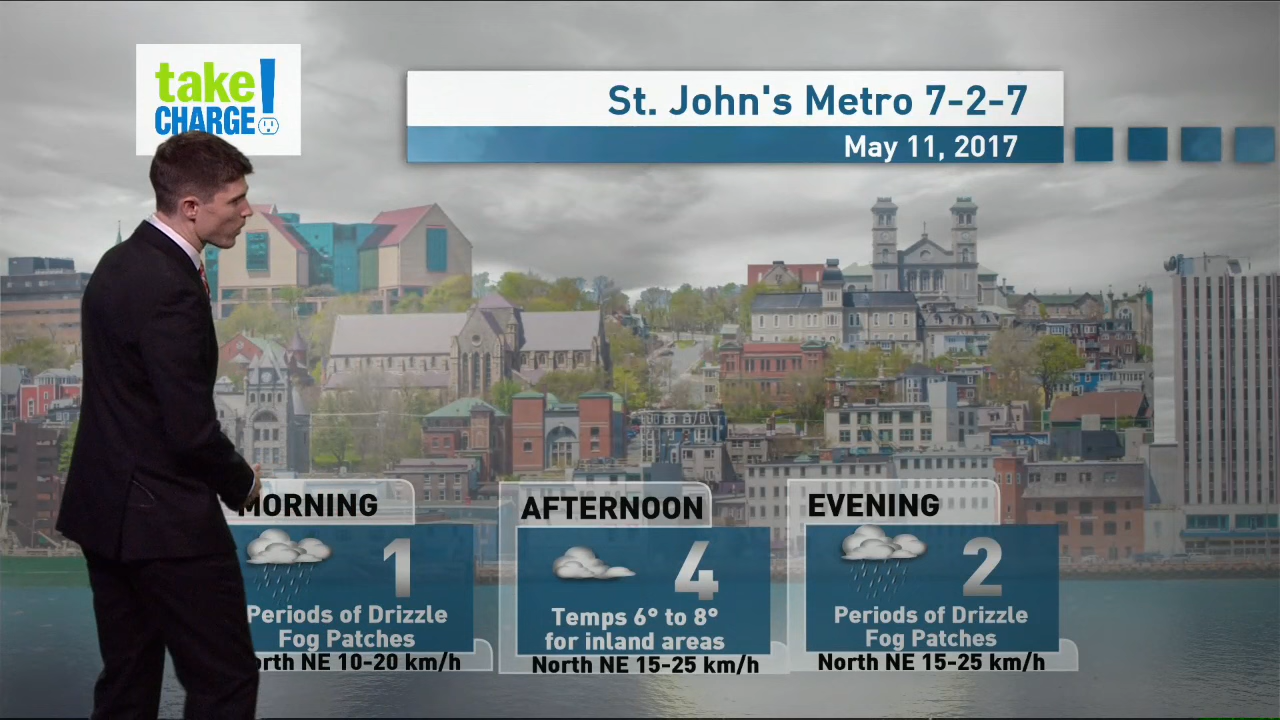 take
CHARGE!
St. John's Metro 7-2-7
May 11, 2017
MORNING
1
Periods of Drizzle
Fog Patches
orth NE 10-20 km/h
AFTERNOON
4
Temps 6° to 8°
for inland areas
North NE 15-25 km/h
EVENING
2
Periods of Drizzle
Fog Patches
North NE 15-25 km/h